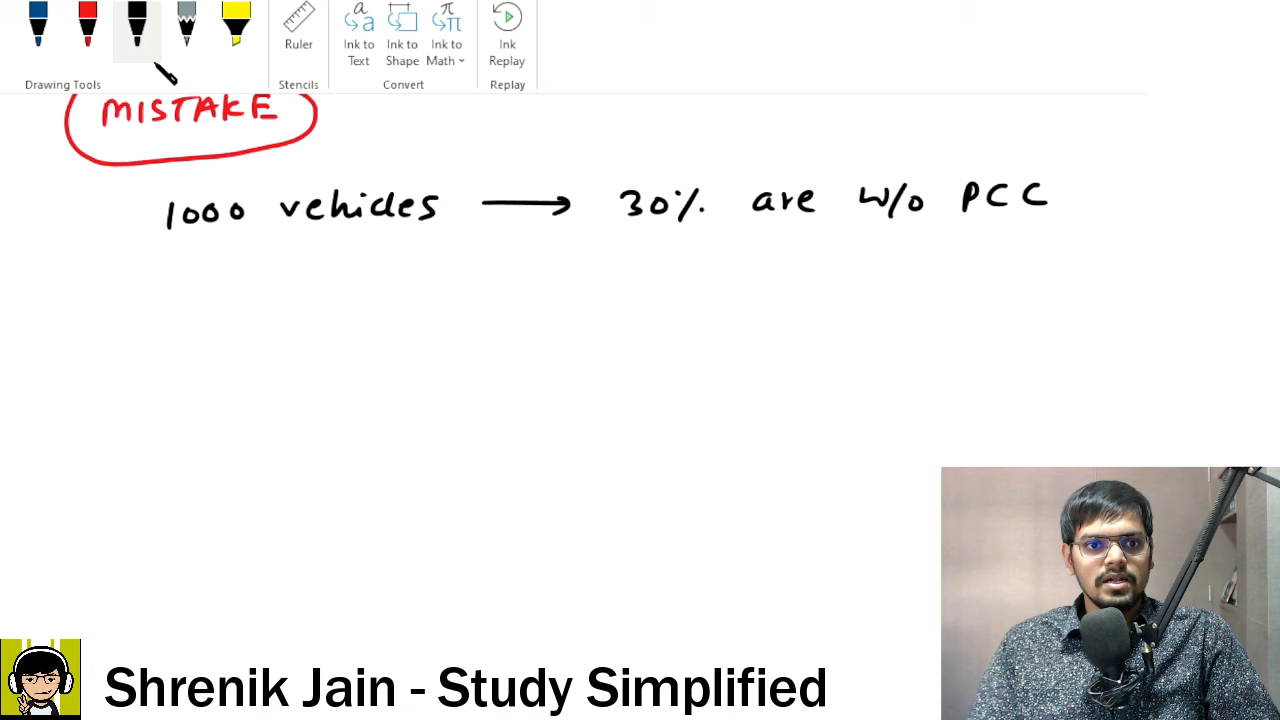 Ruler
Ink to Text
Ink to Shape
Ink to Math
Ink Replay
Drawing Tools
Stencils
Convert
Replay
MISTAKE
1000 vehicles → 30% are w/o PCC
Shrenik Jain - Study Simplified